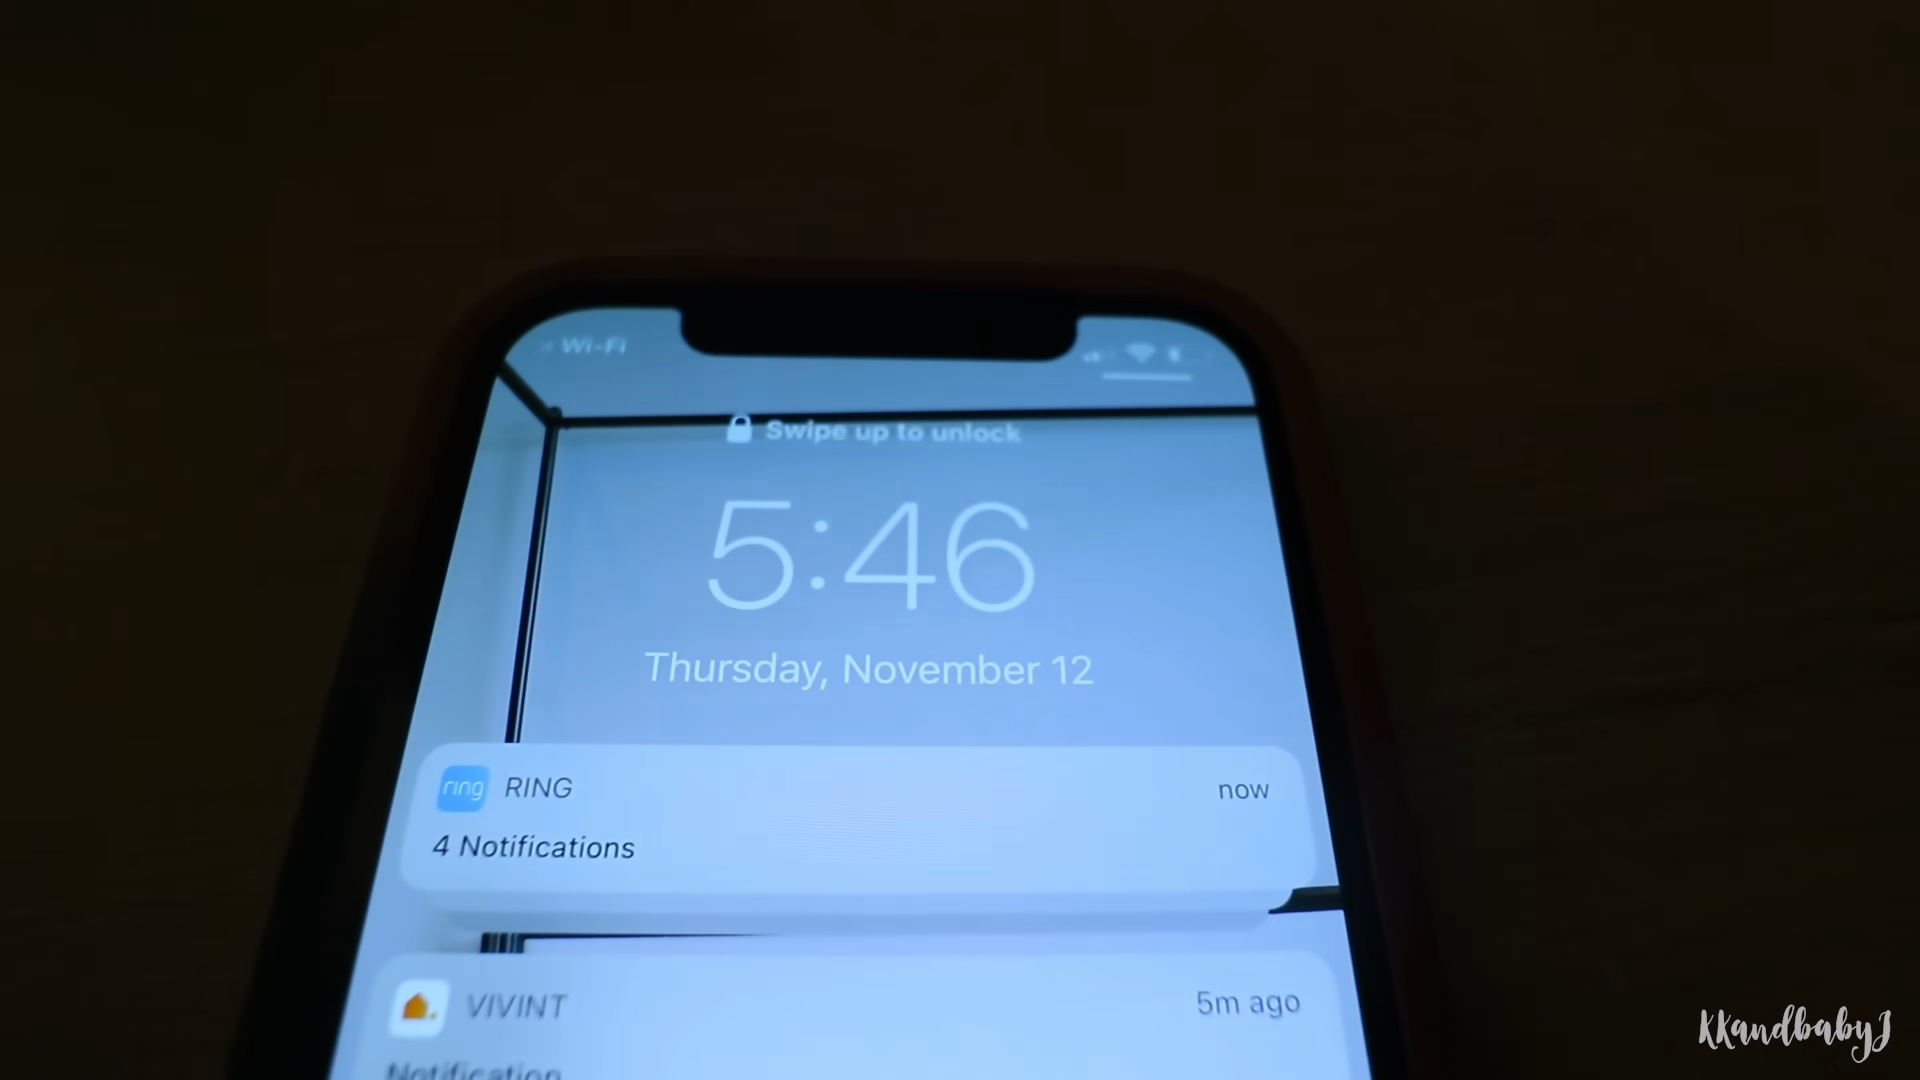 Wi-Fi
Swipe up to unlock
5:46
Thursday, November 12
ring RING now
4 Notifications
VIVINT 5m ago
Notification
KKandbabyJ